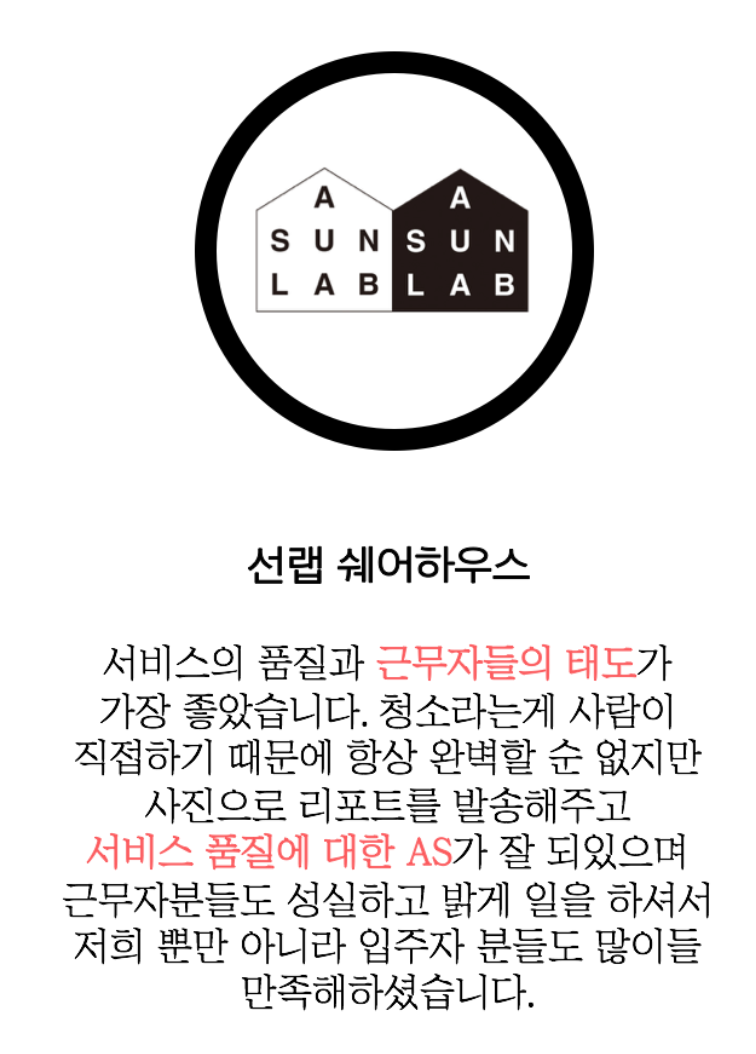 A A
S U N S U N
L A B L A B
선랩 쉐어하우스
서비스의 품질과 근무자들의 태도가
가장 좋았습니다. 청소라는게 사람이
직접하기 때문에 항상 완벽할 순 없지만
사진으로 리포트를 발송해주고
서비스 품질에 대한 AS가 잘 되있으며
근무자분들도 성실하고 밝게 일을 하셔서
저희 뿐만 아니라 입주자 분들도 많이들
만족해하셨습니다.